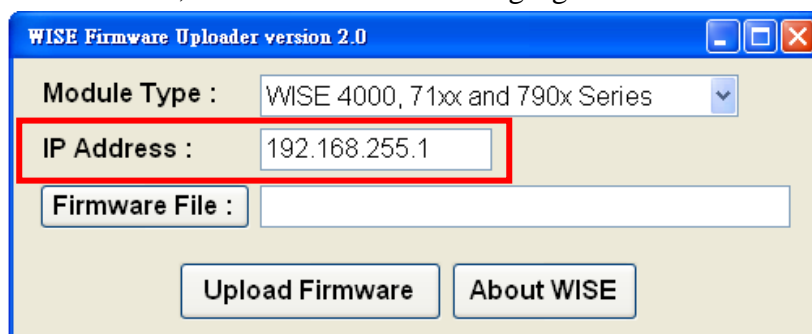 WISE Firmware Uploader version 2.0
Module Type :
WISE 4000, 71xx and 790x Series
IP Address :
192.168.255.1
Firmware File :
Upload Firmware
About WISE